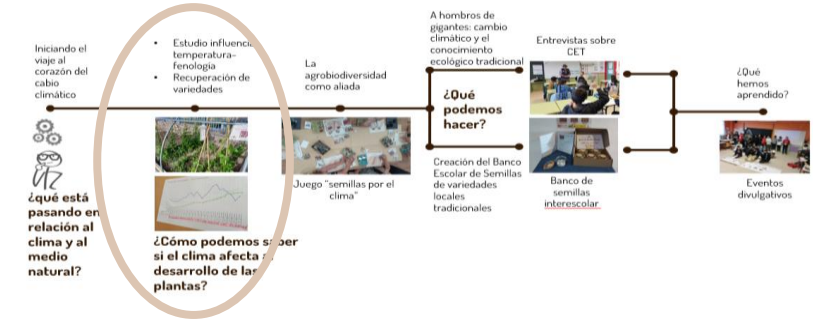 Iniciando el
viaje al
corazón del
cabio
climático
¿qué está
pasando en
relación al
clima y al
medio
natural?
• Estudio influencia
temperatura-
fenología
• Recuperación de
variedades
¿Cómo podemos saber
si el clima afecta
desarrollo de las
plantas?
La
agrobiodiversidad
como aliada
Juego "semillas por el
clima"
A hombros de
gigantes: cambio
climático y el
conocimiento
ecológico tradicional
¿Qué
podemos
hacer?
Creación del Banco
Escolar de Semillas
de variedades
locales
tradicionales
Entrevistas sobre
CET
Banco de
semillas
interescolar
¿Qué
hemos
aprendido?
Eventos
divulgativos